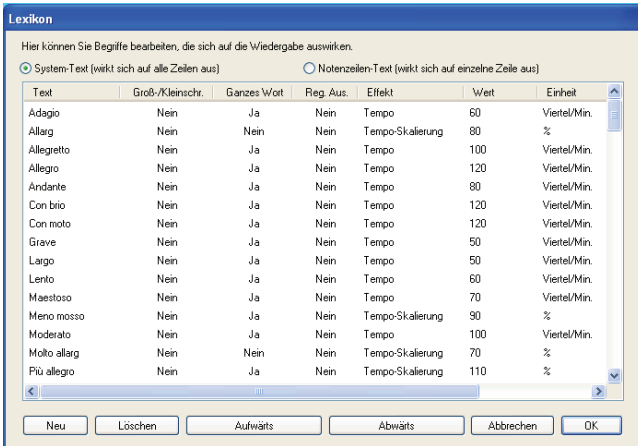 Lexikon
Hier können Sie Begriffe bearbeiten, die sich auf die Wiedergabe auswirken.
System-Text (wirkt sich auf alle Zeilen aus) Notenzeilen-Text (wirkt sich auf einzelne Zeile aus)
Text Groß-/Kleinschr. Ganzes Wort Reg. Aus. Effekt Wert Einheit
Adagio Nein Ja Nein Tempo 60 Viertel/Min.
Allarg Nein Nein Nein Tempo-Skalierung 80 %
Allegretto Nein Ja Nein Tempo 100 Viertel/Min.
Allegro Nein Ja Nein Tempo 120 Viertel/Min.
Andante Nein Ja Nein Tempo 80 Viertel/Min.
Con brio Nein Ja Nein Tempo 120 Viertel/Min.
Con moto Nein Ja Nein Tempo 120 Viertel/Min.
Grave Nein Ja Nein Tempo 50 Viertel/Min.
Largo Nein Ja Nein Tempo 50 Viertel/Min.
Lento Nein Ja Nein Tempo 60 Viertel/Min.
Maestoso Nein Ja Nein Tempo 70 Viertel/Min.
Meno mosso Nein Ja Nein Tempo-Skalierung 90 %
Moderato Nein Ja Nein Tempo 100 Viertel/Min.
Molto allarg Nein Nein Nein Tempo-Skalierung 70 %
Più allegro Nein Ja Nein Tempo-Skalierung 110 %
Neu Löschen Aufwärts Abwärts Abbrechen OK